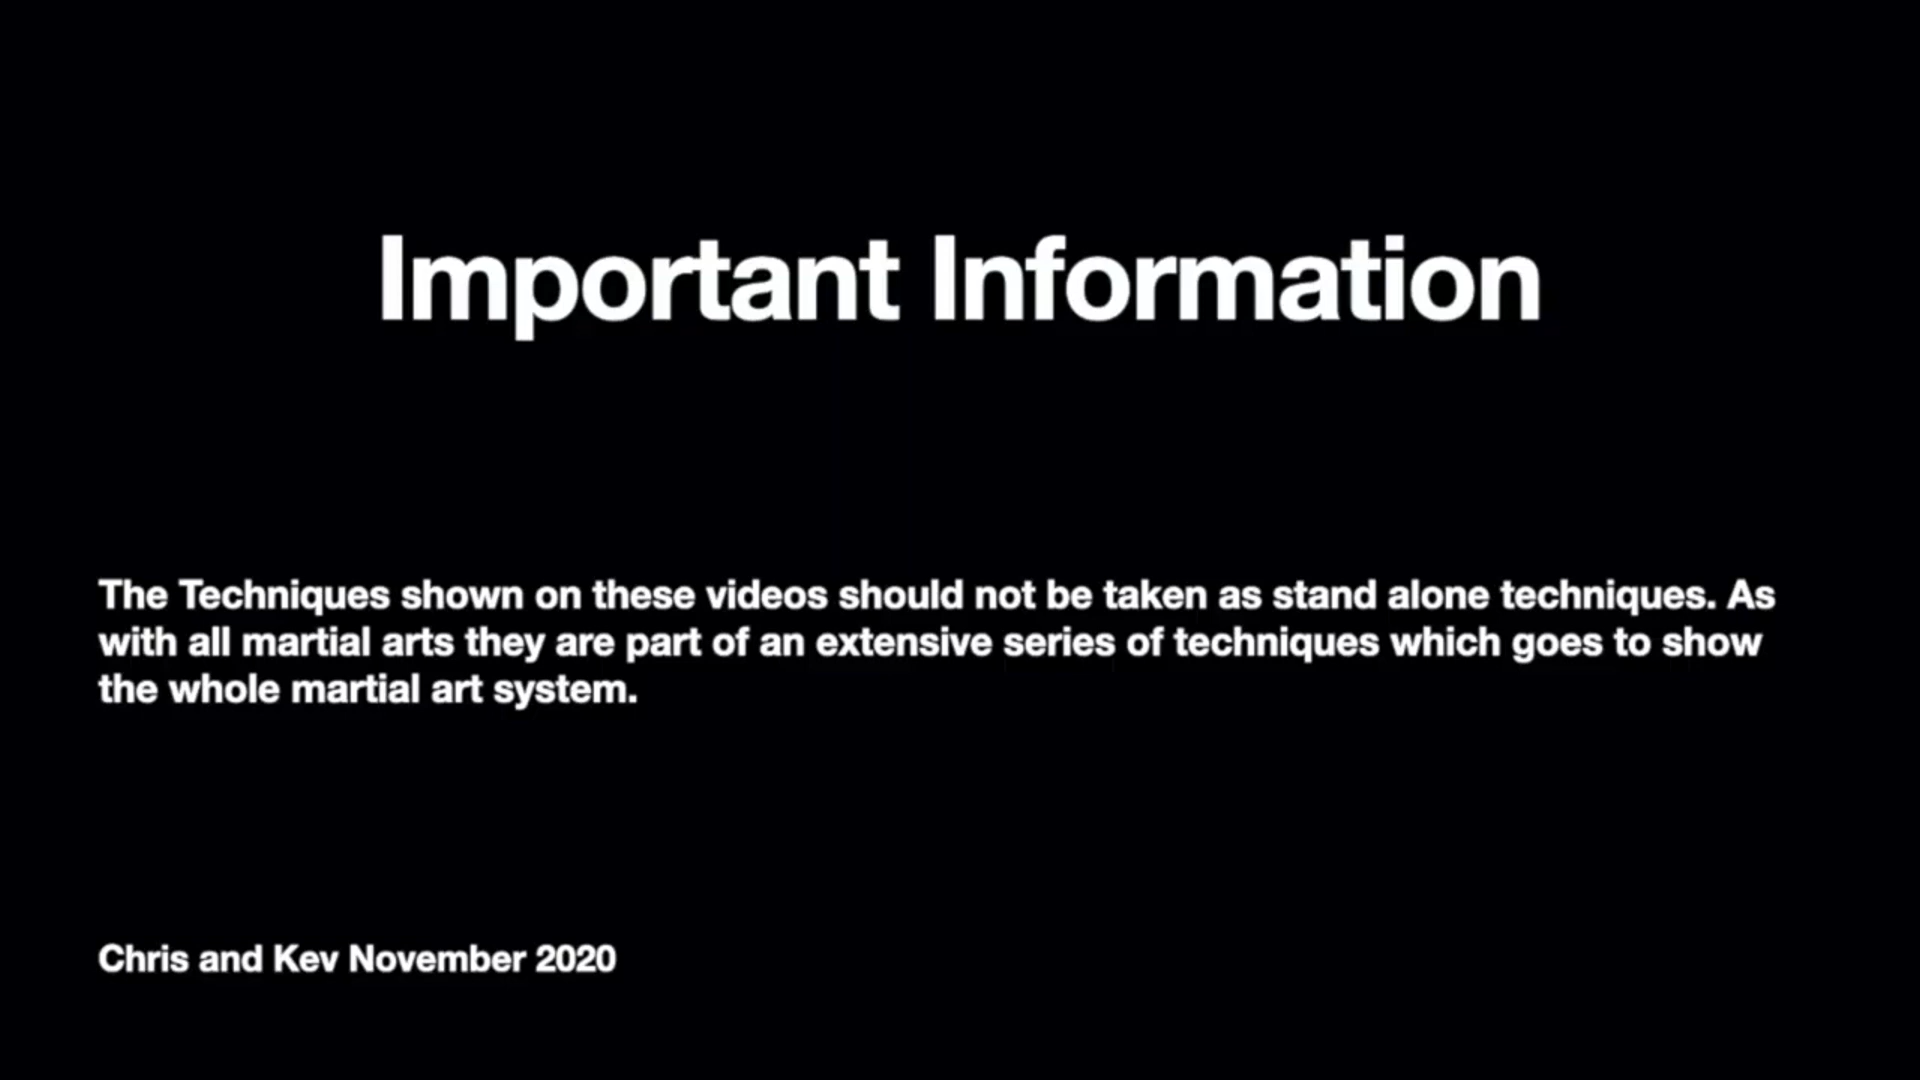 Important Information
The Techniques shown on these videos should not be taken as stand alone techniques. As
with all martial arts they are part of an extensive series of techniques which goes to show
the whole martial art system.
Chris and Kev November 2020